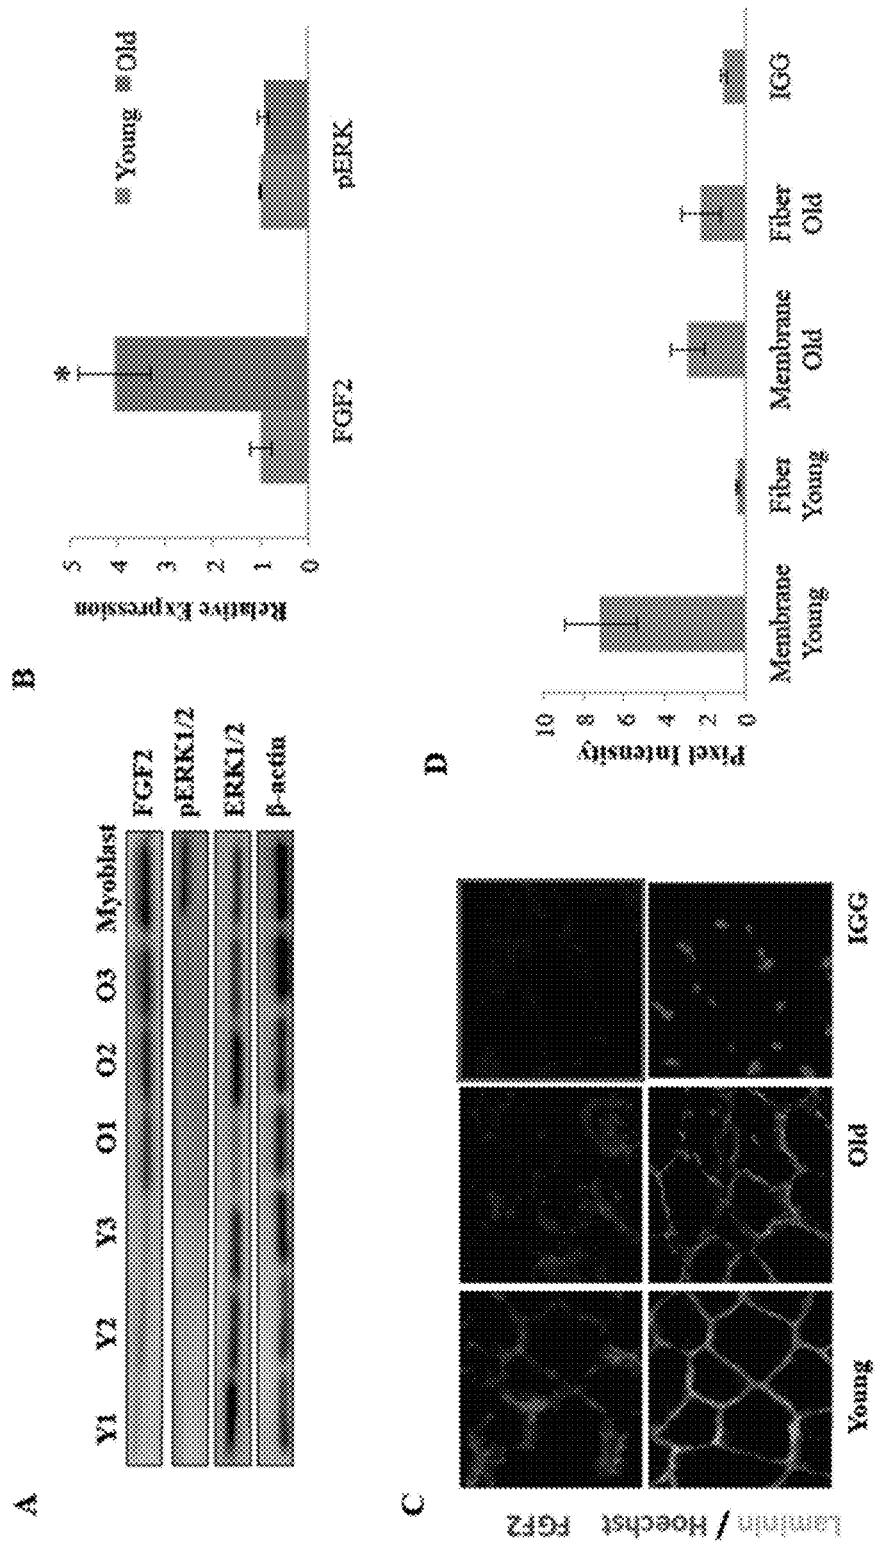 A
Y1 Y2 Y3 O1 O2 O3 Myoblast
FGF2
pERK1/2
ERK1/2
β-actin
B
Relative Expression
5
4
3
2
1
0
Young Old
*
FGF2 pERK
C
FGF2
Laminin / Hoechst
Young Old IGG
D
Pixel Intensity
10
8
6
4
2
0
Membrane Young
Fiber Young
Membrane Old
Fiber Old
IGG